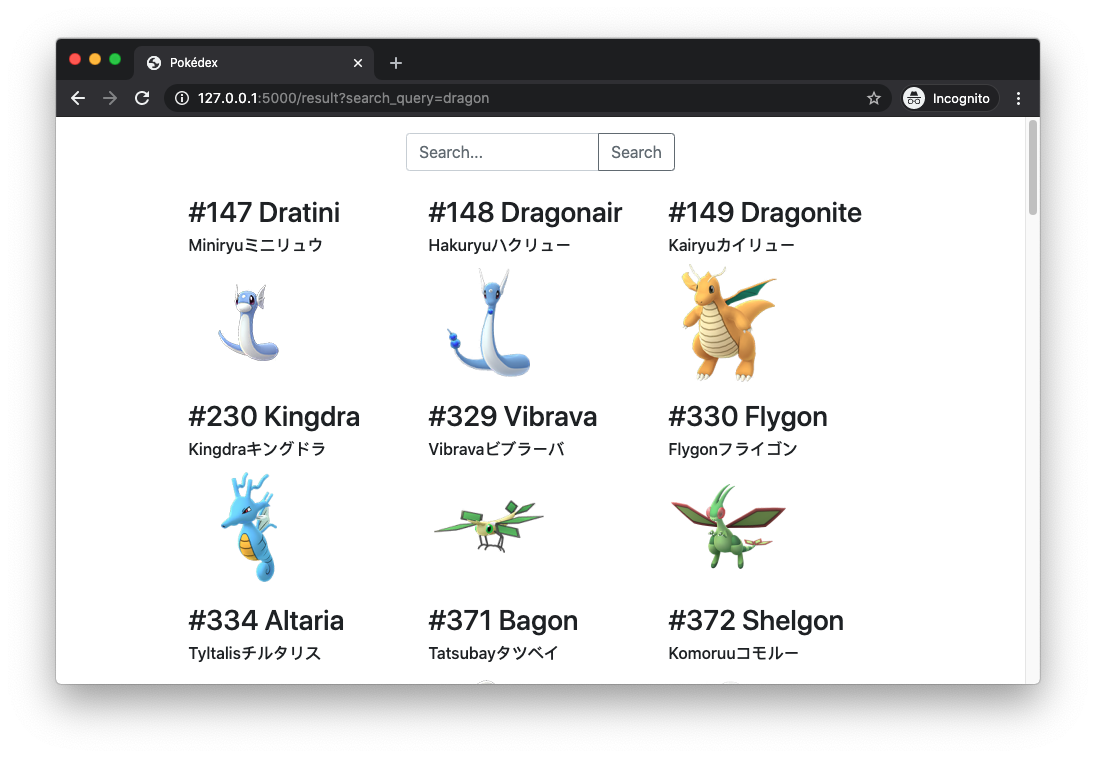 Pokédex
127.0.0.1:5000/result?search_query=dragon
Incognito
Search...
Search
#147 Dratini
Miniryuミニリュウ
#148 Dragonair
Hakuryuハクリュー
#149 Dragonite
Kairyuカイリュー
#230 Kingdra
Kingdraキングドラ
#329 Vibrava
Vibravaビブラーバ
#330 Flygon
Flygonフライゴン
#334 Altaria
Tyltalisチルタリス
#371 Bagon
Tatsubayタツベイ
#372 Shelgon
Komoruuコモルー